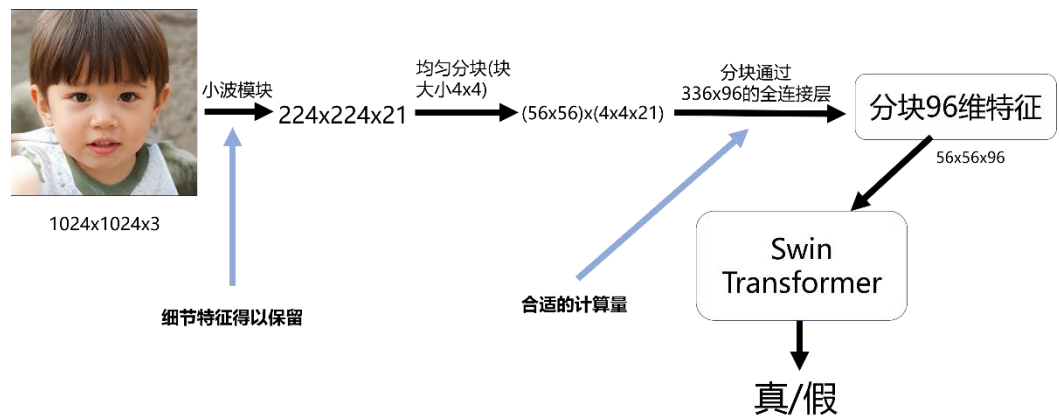 1024x1024x3
小波模块
224x224x21
均匀分块(块
大小4x4)
(56x56)x(4x4x21)
分块通过
336x96的全连接层
分块96维特征
56x56x96
Swin
Transformer
真/假
细节特征得以保留
合适的计算量